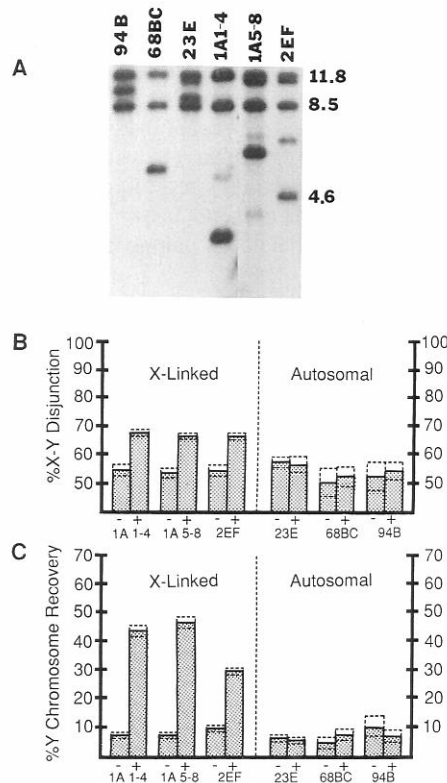 94B 68BC 23E 1A1-4 1A5-8 2EF
A
11.8
8.5
4.6
B
%X-Y Disjunction
100 90 80 70 60 50
X-Linked
Autosomal
100 90 80 70 60 50
- + - + - + - + - + - +
1A 1-4 1A 5-8 2EF 23E 68BC 94B
C
%Y Chromosome Recovery
70 60 50 40 30 20 10
X-Linked
Autosomal
70 60 50 40 30 20 10
- + - + - + - + - + - +
1A 1-4 1A 5-8 2EF 23E 68BC 94B